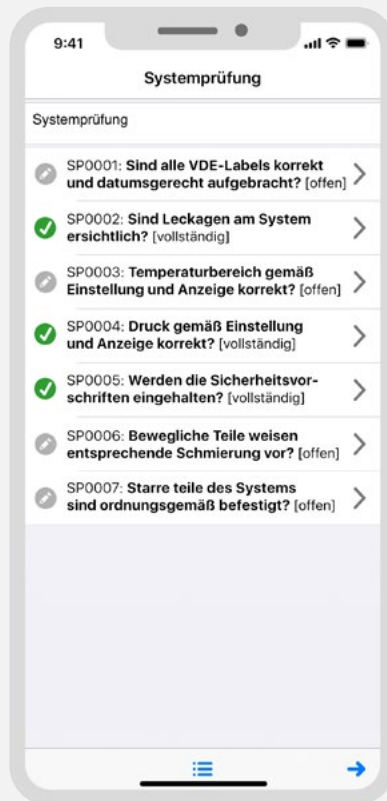 9:41
Systemprüfung
Systemprüfung
SP0001: Sind alle VDE-Labels korrekt
und datumsgerecht aufgebracht? [offen]
SP0002: Sind Leckagen am System
ersichtlich? [vollständig]
SP0003: Temperaturbereich gemäß
Einstellung und Anzeige korrekt? [offen]
SP0004: Druck gemäß Einstellung
und Anzeige korrekt? [vollständig]
SP0005: Werden die Sicherheitsvor-
schriften eingehalten? [vollständig]
SP0006: Bewegliche Teile weisen
entsprechende Schmierung vor? [offen]
SP0007: Starre teile des Systems
sind ordnungsgemäß befestigt? [offen]